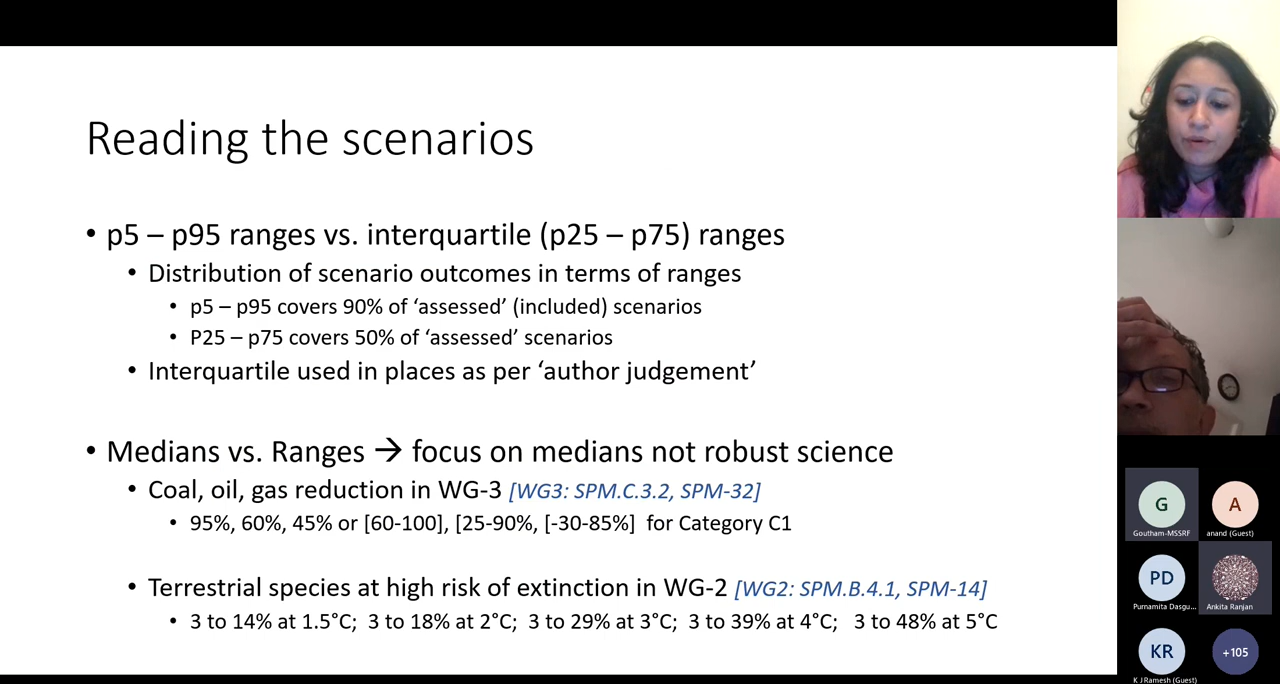 Reading the scenarios
• p5 – p95 ranges vs. interquartile (p25 – p75) ranges
• Distribution of scenario outcomes in terms of ranges
• p5 – p95 covers 90% of ‘assessed’ (included) scenarios
• P25 – p75 covers 50% of ‘assessed’ scenarios
• Interquartile used in places as per ‘author judgement’
• Medians vs. Ranges → focus on medians not robust science
• Coal, oil, gas reduction in WG-3 [WG3: SPM.C.3.2, SPM-32]
• 95%, 60%, 45% or [60-100], [25-90%, [-30-85%] for Category C1
• Terrestrial species at high risk of extinction in WG-2 [WG2: SPM.B.4.1, SPM-14]
• 3 to 14% at 1.5°C; 3 to 18% at 2°C; 3 to 29% at 3°C; 3 to 39% at 4°C; 3 to 48% at 5°C
G
Goutham-MSSRF
A
anand (Guest)
PD
Purnamita Dasgu...
Ankita Ranjan
KR
K J Ramesh (Guest)
+105